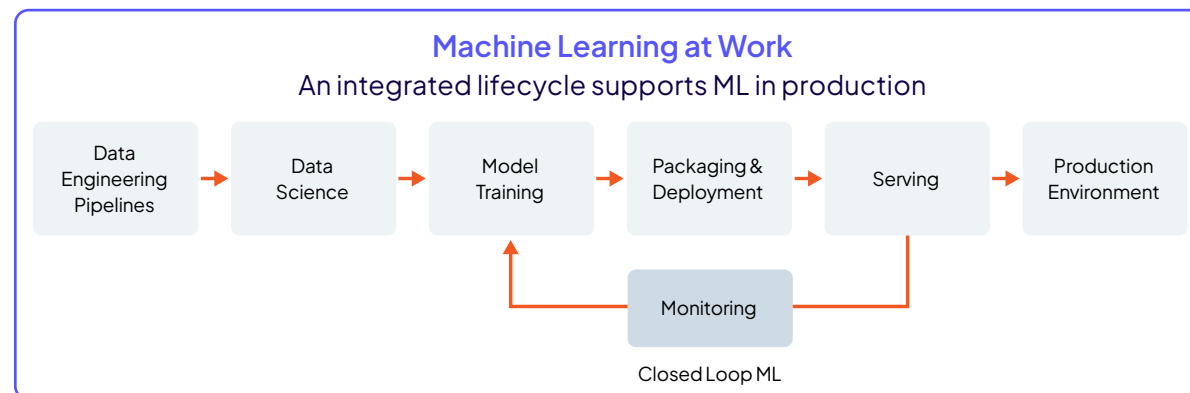 Machine Learning at Work
An integrated lifecycle supports ML in production
Data
Engineering
Pipelines
Data
Science
Model
Training
Packaging &
Deployment
Serving
Production
Environment
Monitoring
Closed Loop ML